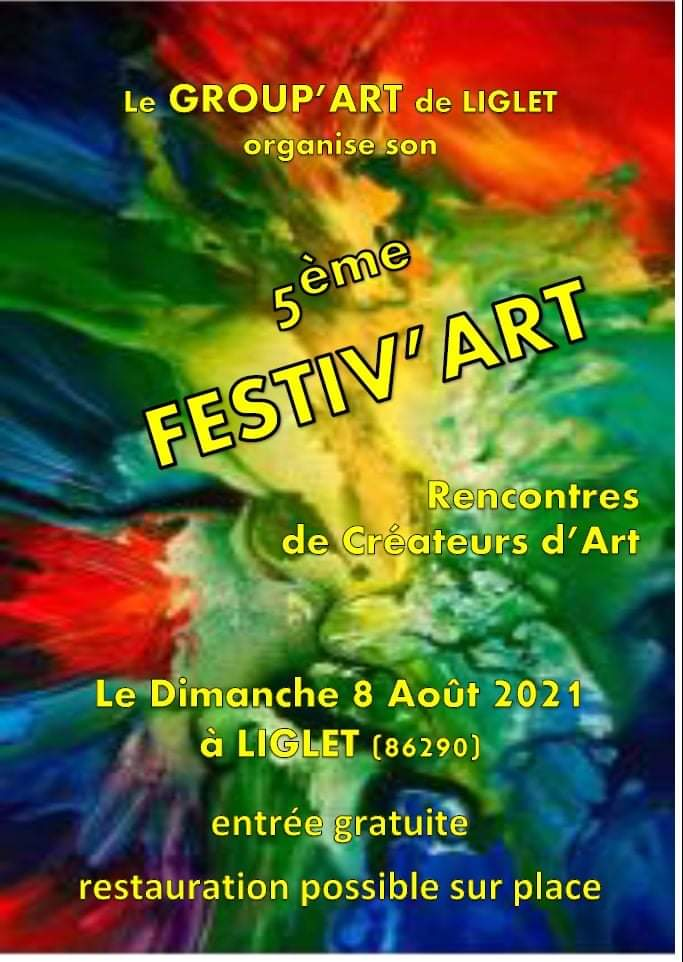 Le GROUP'ART de LIGLET
organise son
5ème
FESTIV'ART
Rencontres
de Créateurs d'Art
Le Dimanche 8 Août 2021
à LIGLET (86290)
entrée gratuite
restauration possible sur place